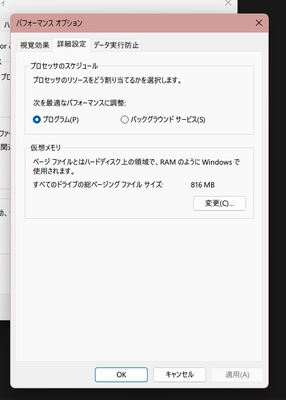 パフォーマンス オプション
視覚効果 詳細設定 データ実行防止
プロセッサのスケジュール
プロセッサのリソースをどう割り当てるかを選択します。
次を最適なパフォーマンスに調整:
プログラム(P) バックグラウンド サービス(S)
仮想メモリ
ページ ファイルとはハードディスク上の領域で、RAM のように Windows で
使用されます。
すべてのドライブの総ページング ファイル サイズ: 816 MB
変更(C)...
OK キャンセル 適用(A)